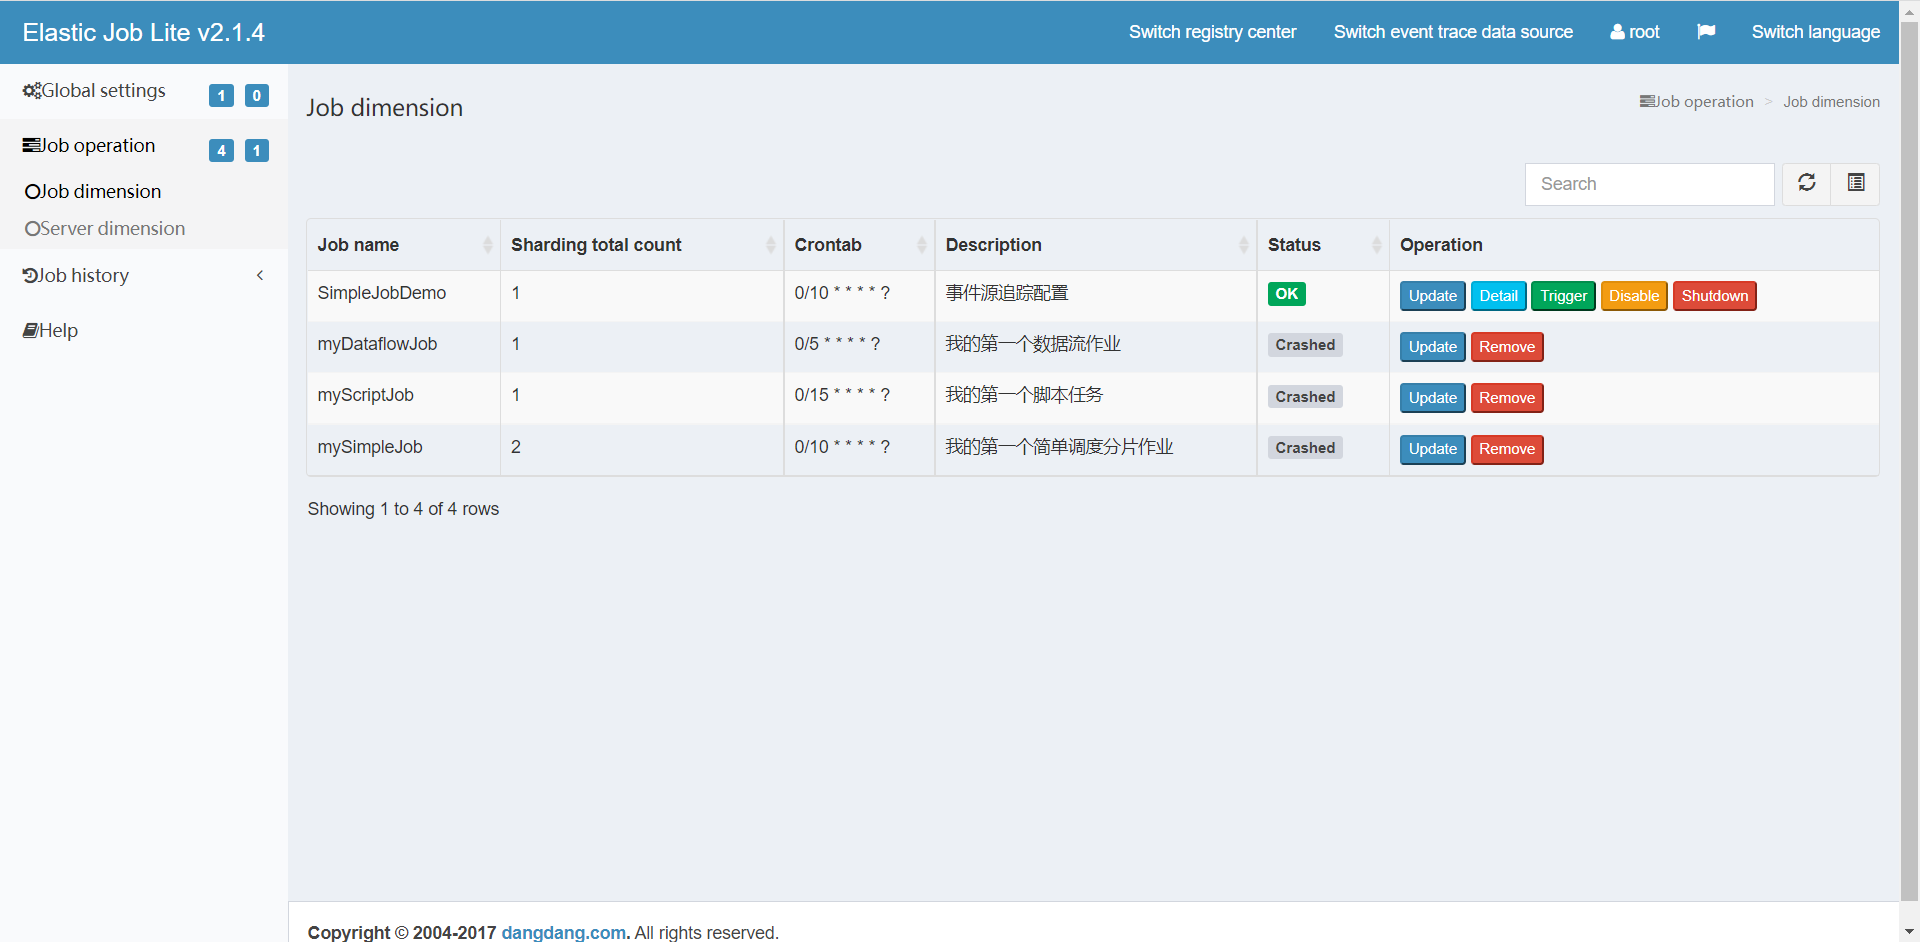 Elastic Job Lite v2.1.4
Switch registry center
Switch event trace data source
root
Switch language
Global settings 1 0
Job operation 4 1
Job dimension
Server dimension
Job history
Help
Job dimension
Job operation > Job dimension
Search
Job name Sharding total count Crontab Description Status Operation
SimpleJobDemo 1 0/10 * * * * ? 事件源追踪配置 OK Update Detail Trigger Disable Shutdown
myDataflowJob 1 0/5 * * * * ? 我的第一个数据流作业 Crashed Update Remove
myScriptJob 1 0/15 * * * * ? 我的第一个脚本任务 Crashed Update Remove
mySimpleJob 2 0/10 * * * * ? 我的第一个简单调度分片作业 Crashed Update Remove
Showing 1 to 4 of 4 rows
Copyright © 2004-2017 dangdang.com. All rights reserved.